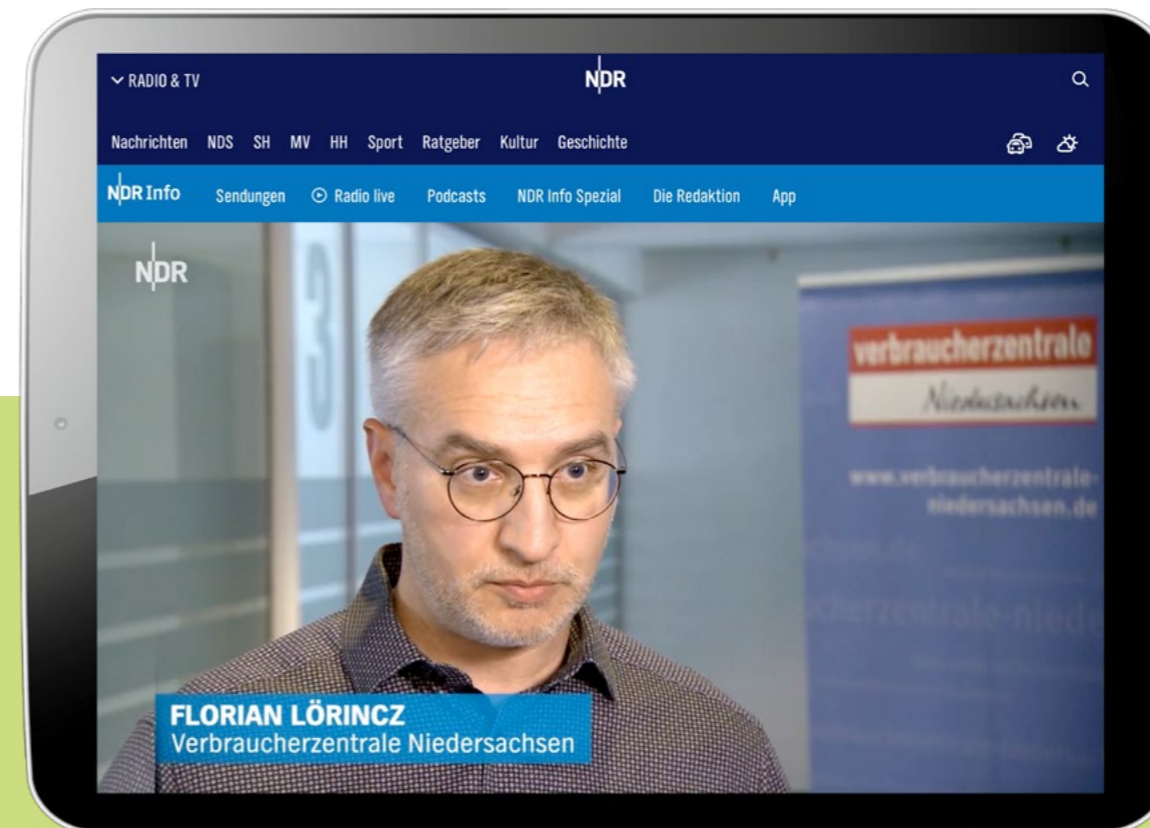 RADIO & TV
NDR
Nachrichten NDS SH MV HH Sport Ratgeber Kultur Geschichte
NDR Info Sendungen Radio live Podcasts NDR Info Spezial Die Redaktion App
NDR
3
verbraucherzentrale
Niedersachsen
www.verbraucherzentrale-
niedersachsen.de
FLORIAN LÖRINCZ
Verbraucherzentrale Niedersachsen